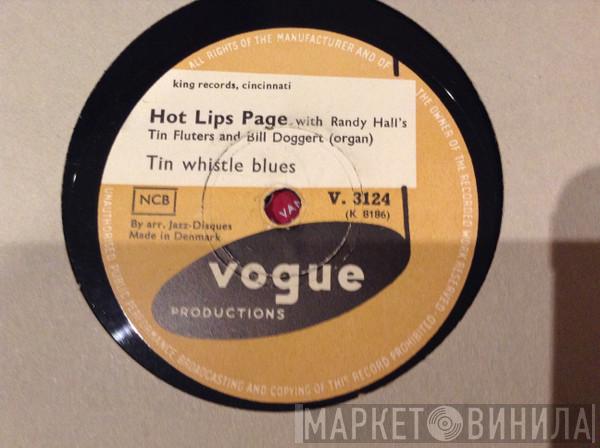 ALL RIGHTS OF THE MANUFACTURER AND OF THE OWNER OF THE RECORDED WORK RESERVED
king records, cincinnati
Hot Lips Page with Randy Hall's
Tin Fluters and Bill Doggert (organ)
Tin whistle blues
NCB
V. 3124
(K 8186)
By arr. Jazz-Disques
Made in Denmark
VAN
vogue
PRODUCTIONS
UNAUTHORIZED PUBLIC PERFORMANCE, BROADCASTING AND COPYING OF THIS RECORD PROHIBITED.
МАРКЕТ ВИНИЛА